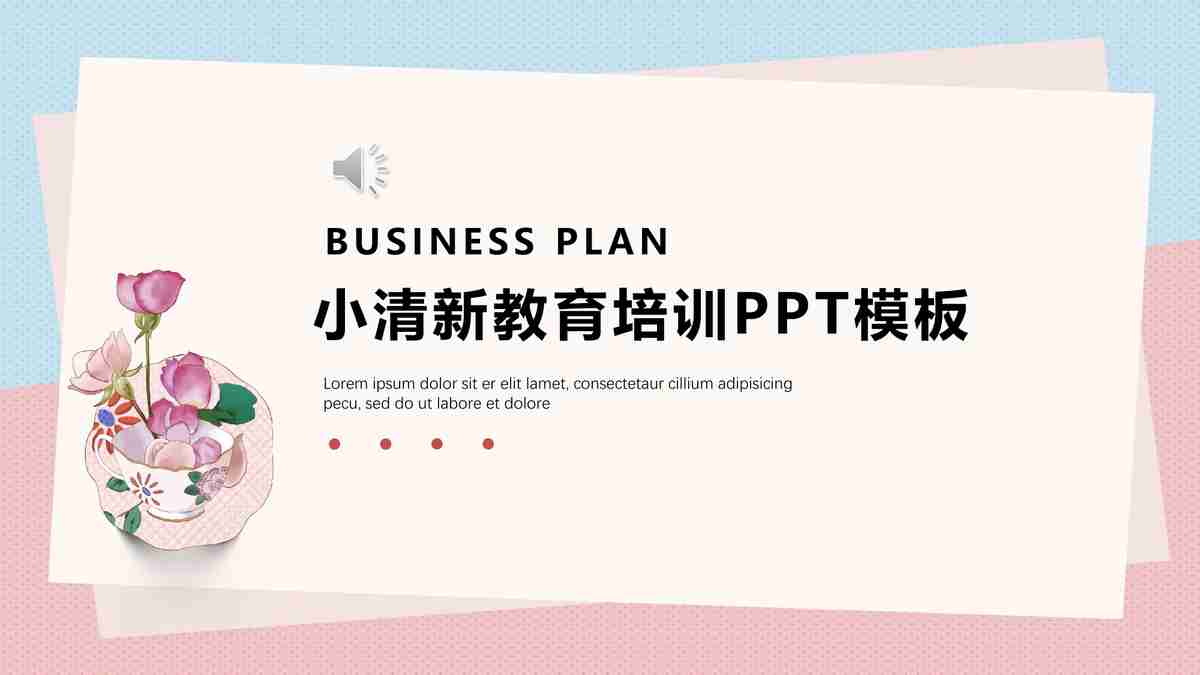 BUSINESS PLAN
小清新教育培训PPT模板
Lorem ipsum dolor sit er elit lamet, consectetaur cillium adipisicing
pecu, sed do ut labore et dolore